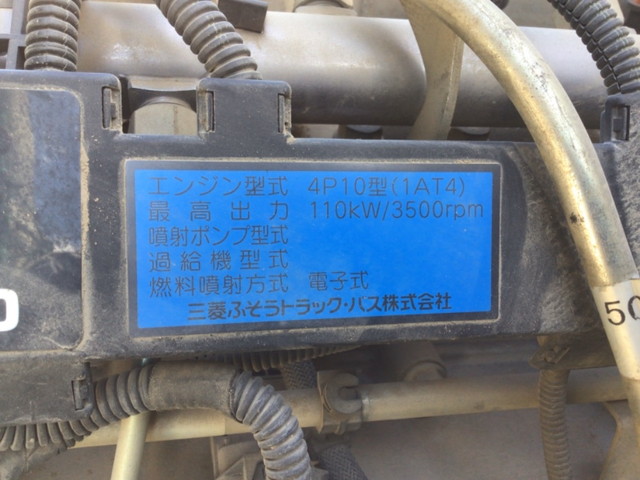 エンジン型式 4P10型(1AT4)
最高出力 110kW/3500rpm
噴射ポンプ型式
過給機型式
燃料噴射方式 電子式
三菱ふそうトラック・バス株式会社
50